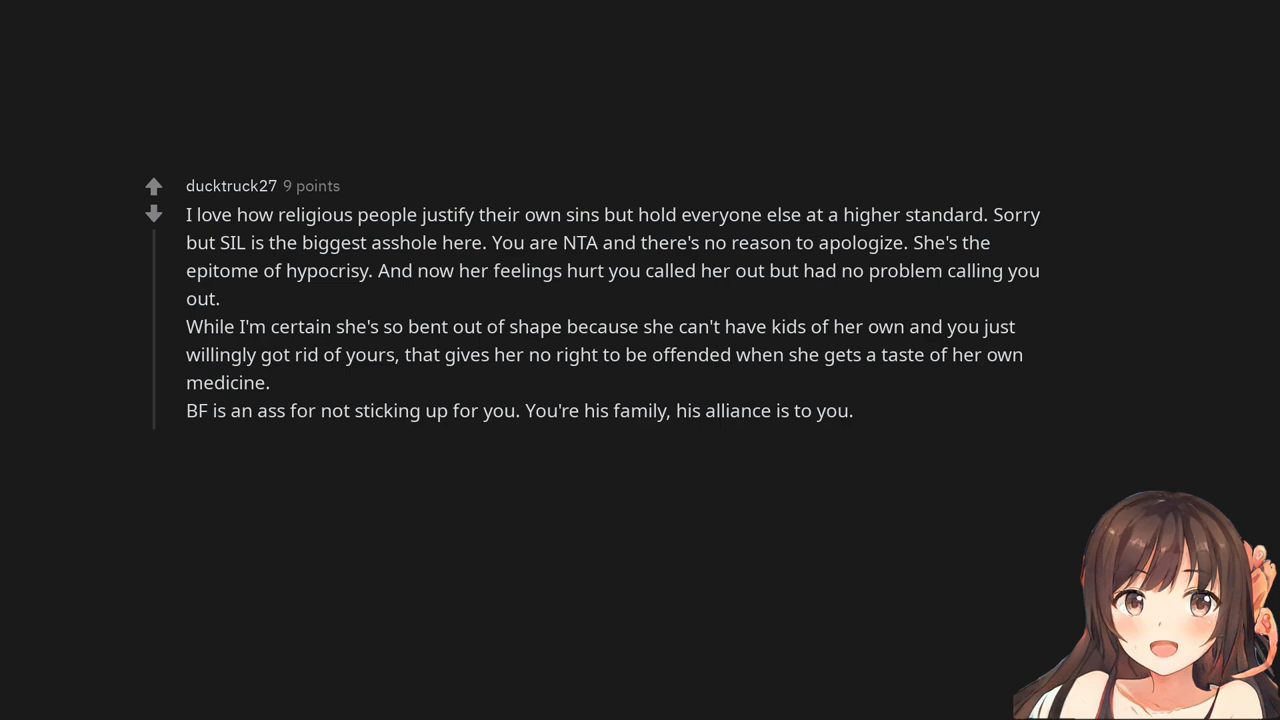 ducktruck27 9 points
I love how religious people justify their own sins but hold everyone else at a higher standard. Sorry
but SIL is the biggest asshole here. You are NTA and there's no reason to apologize. She's the
epitome of hypocrisy. And now her feelings hurt you called her out but had no problem calling you
out.
While I'm certain she's so bent out of shape because she can't have kids of her own and you just
willingly got rid of yours, that gives her no right to be offended when she gets a taste of her own
medicine.
BF is an ass for not sticking up for you. You're his family, his alliance is to you.